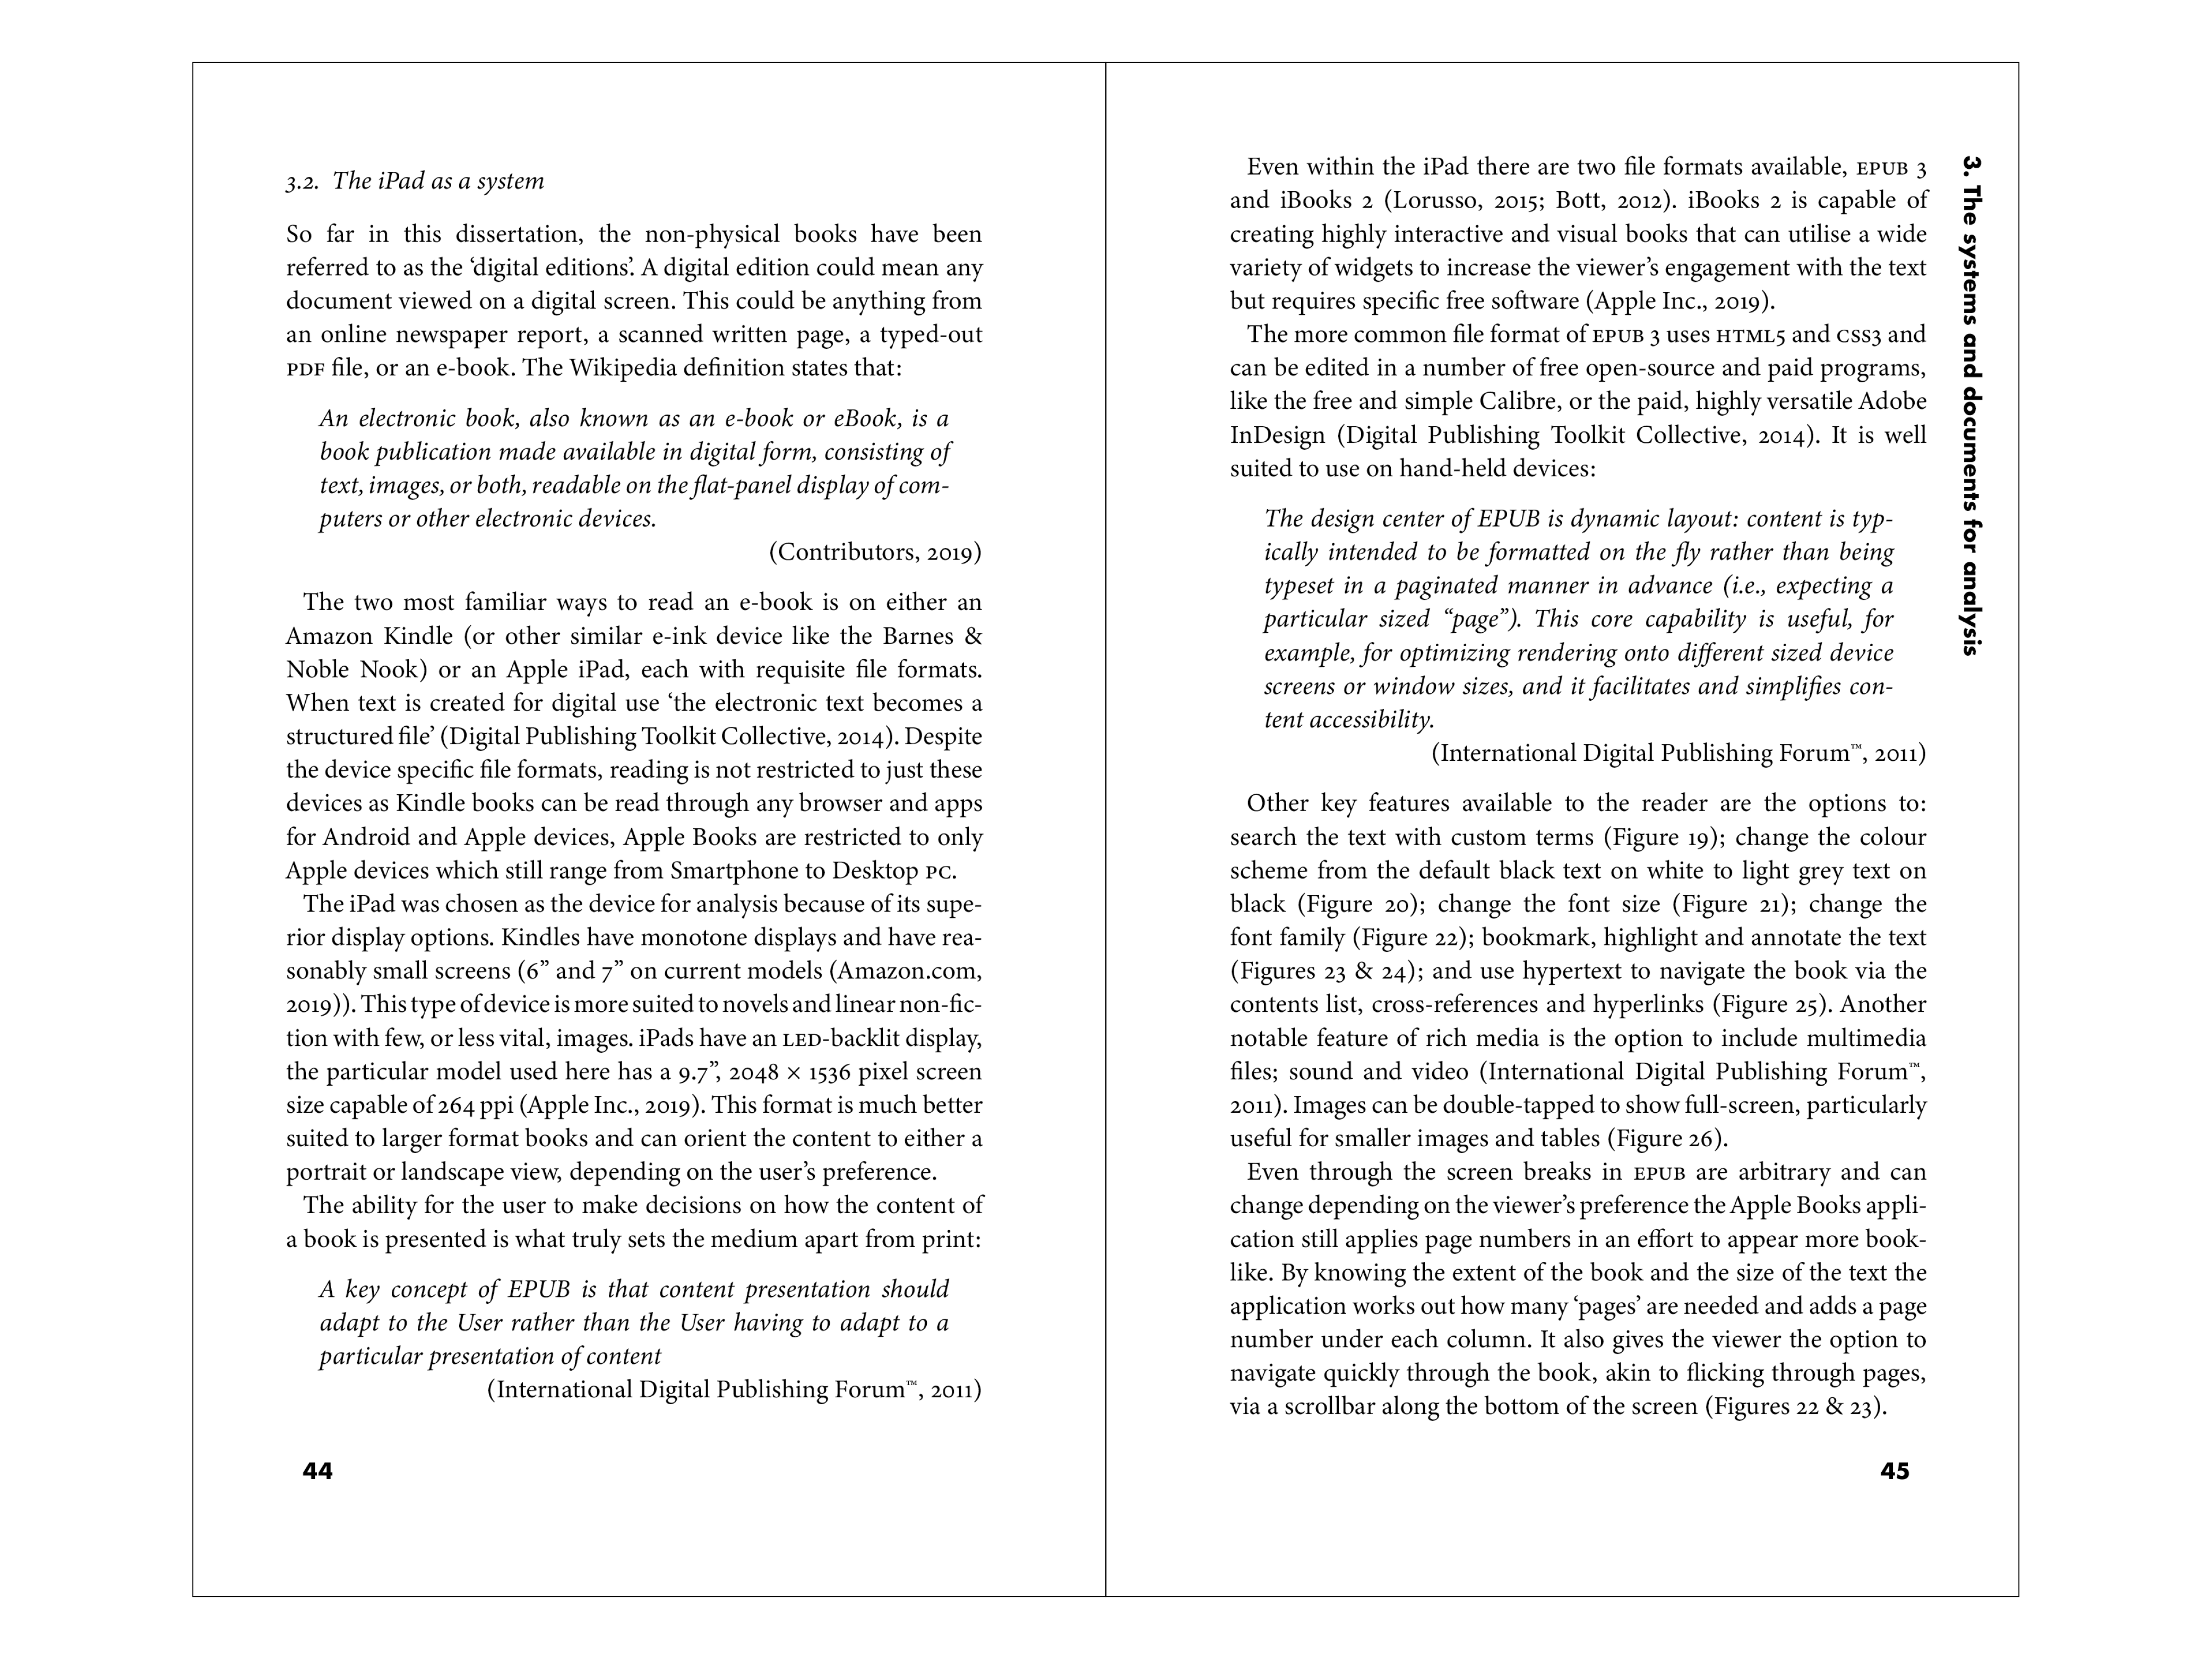 3.2. The iPad as a system
So far in this dissertation, the non-physical books have been
referred to as the ‘digital editions’. A digital edition could mean any
document viewed on a digital screen. This could be anything from
an online newspaper report, a scanned written page, a typed-out
PDF file, or an e-book. The Wikipedia definition states that:
An electronic book, also known as an e-book or eBook, is a
book publication made available in digital form, consisting of
text, images, or both, readable on the flat-panel display of com-
puters or other electronic devices.
(Contributors, 2019)
The two most familiar ways to read an e-book is on either an
Amazon Kindle (or other similar e-ink device like the Barnes &
Noble Nook) or an Apple iPad, each with requisite file formats.
When text is created for digital use ‘the electronic text becomes a
structured file’ (Digital Publishing Toolkit Collective, 2014). Despite
the device specific file formats, reading is not restricted to just these
devices as Kindle books can be read through any browser and apps
for Android and Apple devices, Apple Books are restricted to only
Apple devices which still range from Smartphone to Desktop PC.
The iPad was chosen as the device for analysis because of its supe-
rior display options. Kindles have monotone displays and have rea-
sonably small screens (6” and 7” on current models (Amazon.com,
2019)). This type of device is more suited to novels and linear non-fic-
tion with few, or less vital, images. iPads have an LED-backlit display,
the particular model used here has a 9.7”, 2048 × 1536 pixel screen
size capable of 264 ppi (Apple Inc., 2019). This format is much better
suited to larger format books and can orient the content to either a
portrait or landscape view, depending on the user’s preference.
The ability for the user to make decisions on how the content of
a book is presented is what truly sets the medium apart from print:
A key concept of EPUB is that content presentation should
adapt to the User rather than the User having to adapt to a
particular presentation of content
(International Digital Publishing Forum™, 2011)
44
Even within the iPad there are two file formats available, EPUB 3
and iBooks 2 (Lorusso, 2015; Bott, 2012). iBooks 2 is capable of
creating highly interactive and visual books that can utilise a wide
variety of widgets to increase the viewer’s engagement with the text
but requires specific free software (Apple Inc., 2019).
The more common file format of EPUB 3 uses HTML5 and CSS3 and
can be edited in a number of free open-source and paid programs,
like the free and simple Calibre, or the paid, highly versatile Adobe
InDesign (Digital Publishing Toolkit Collective, 2014). It is well
suited to use on hand-held devices:
The design center of EPUB is dynamic layout: content is typ-
ically intended to be formatted on the fly rather than being
typeset in a paginated manner in advance (i.e., expecting a
particular sized “page”). This core capability is useful, for
example, for optimizing rendering onto different sized device
screens or window sizes, and it facilitates and simplifies con-
tent accessibility.
(International Digital Publishing Forum™, 2011)
Other key features available to the reader are the options to:
search the text with custom terms (Figure 19); change the colour
scheme from the default black text on white to light grey text on
black (Figure 20); change the font size (Figure 21); change the
font family (Figure 22); bookmark, highlight and annotate the text
(Figures 23 & 24); and use hypertext to navigate the book via the
contents list, cross-references and hyperlinks (Figure 25). Another
notable feature of rich media is the option to include multimedia
files; sound and video (International Digital Publishing Forum™,
2011). Images can be double-tapped to show full-screen, particularly
useful for smaller images and tables (Figure 26).
Even through the screen breaks in EPUB are arbitrary and can
change depending on the viewer’s preference the Apple Books appli-
cation still applies page numbers in an effort to appear more book-
like. By knowing the extent of the book and the size of the text the
application works out how many ‘pages’ are needed and adds a page
number under each column. It also gives the viewer the option to
navigate quickly through the book, akin to flicking through pages,
via a scrollbar along the bottom of the screen (Figures 22 & 23).
45
3. The systems and documents for analysis